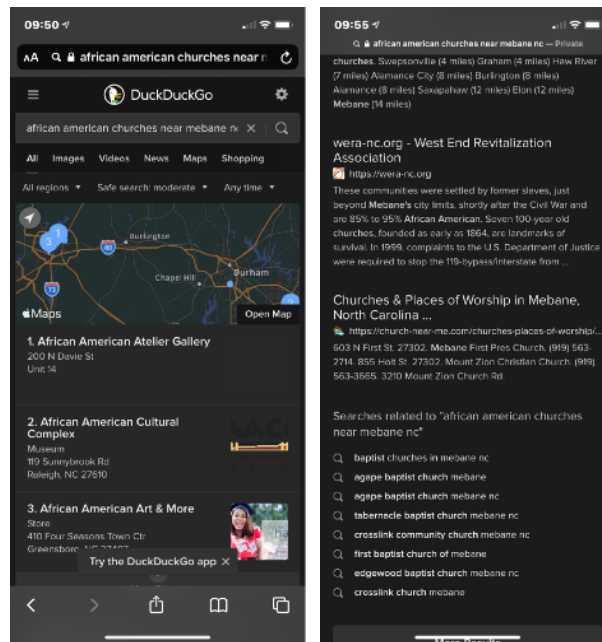 09:50
AA african american churches near n
DuckDuckGo
african american churches near mebane nc
All Images Videos News Maps Shopping
All regions Safe search: moderate Any time
Burlington
40
Chapel Hill
Durham
3 1
73
Maps
Open Map
1. African American Atelier Gallery
200 N Davie St
Unit 14
2. African American Cultural
Complex
Museum
119 Sunnybrook Rd
Raleigh, NC 27610
3. African American Art & More
Store
410 Four Seasons Town Ctr
Greensboro, NC 27407
Try the DuckDuckGo app
09:55
african american churches near mebane nc — Private
churches. Swepsonville (4 miles) Graham (4 miles) Haw River
(7 miles) Alamance City (8 miles) Burlington (8 miles)
Alamance (8 miles) Saxapahaw (12 miles) Elon (12 miles)
Mebane (14 miles)
wera-nc.org - West End Revitalization
Association
https://wera-nc.org
These communities were settled by former slaves, just
beyond Mebane's city limits, shortly after the Civil War and
are 85% to 95% African American. Seven 100-year old
churches, founded as early as 1864, are landmarks of
survival. In 1999, complaints to the U.S. Department of Justice
were required to stop the 119-bypass/interstate from ...
Churches & Places of Worship in Mebane,
North Carolina ...
https://church-near-me.com/churches-places-of-worship/...
603 N First St. 27302. Mebane First Pres Church. (919) 563-
2714. 855 Holt St. 27302. Mount Zion Christian Church. (919)
563-3665. 3210 Mount Zion Church Rd.
Searches related to "african american churches
near mebane nc"
baptist churches in mebane nc
agape baptist church mebane
agape baptist church mebane nc
tabernacle baptist church mebane nc
crosslink community church mebane nc
first baptist church of mebane
edgewood baptist church mebane nc
crosslink church mebane
More Results